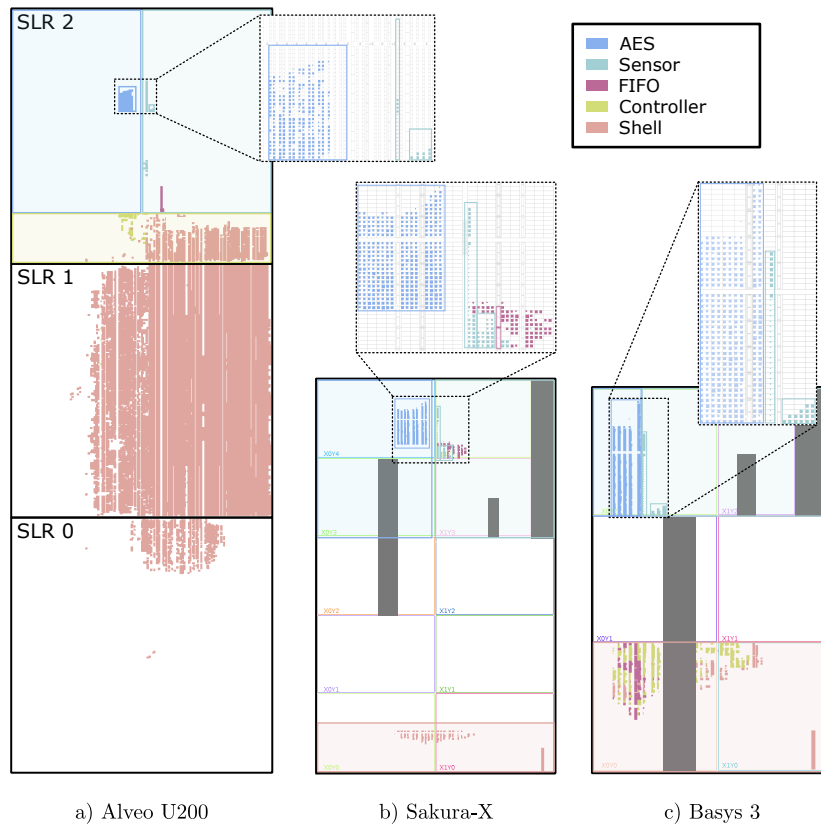 SLR 2
AES
Sensor
FIFO
Controller
Shell
SLR 1
SLR 0
X0Y4
X0Y3
X1Y3
X0Y2
X1Y2
X0Y1
X1Y1
X0Y0
X1Y0
X1Y2
X0Y1
X1Y1
X0Y0
X1Y0
a) Alveo U200
b) Sakura-X
c) Basys 3